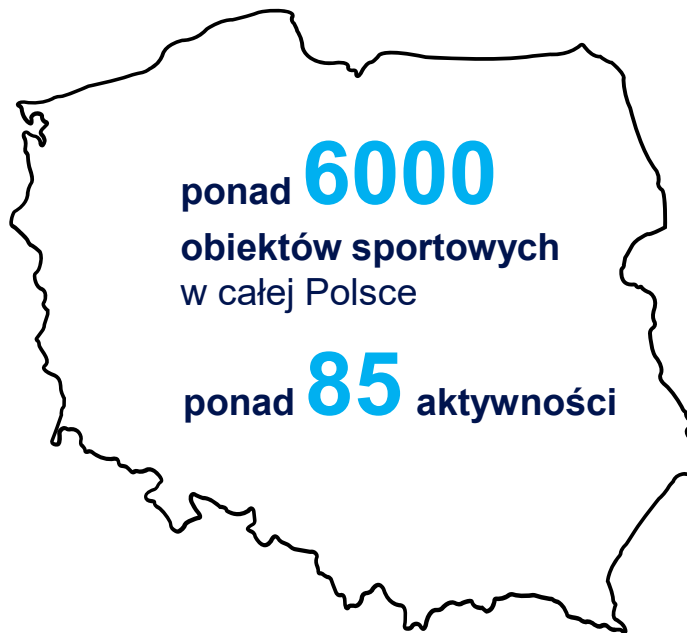 ponad 6000
obiektów sportowych
w całej Polsce
ponad 85 aktywności